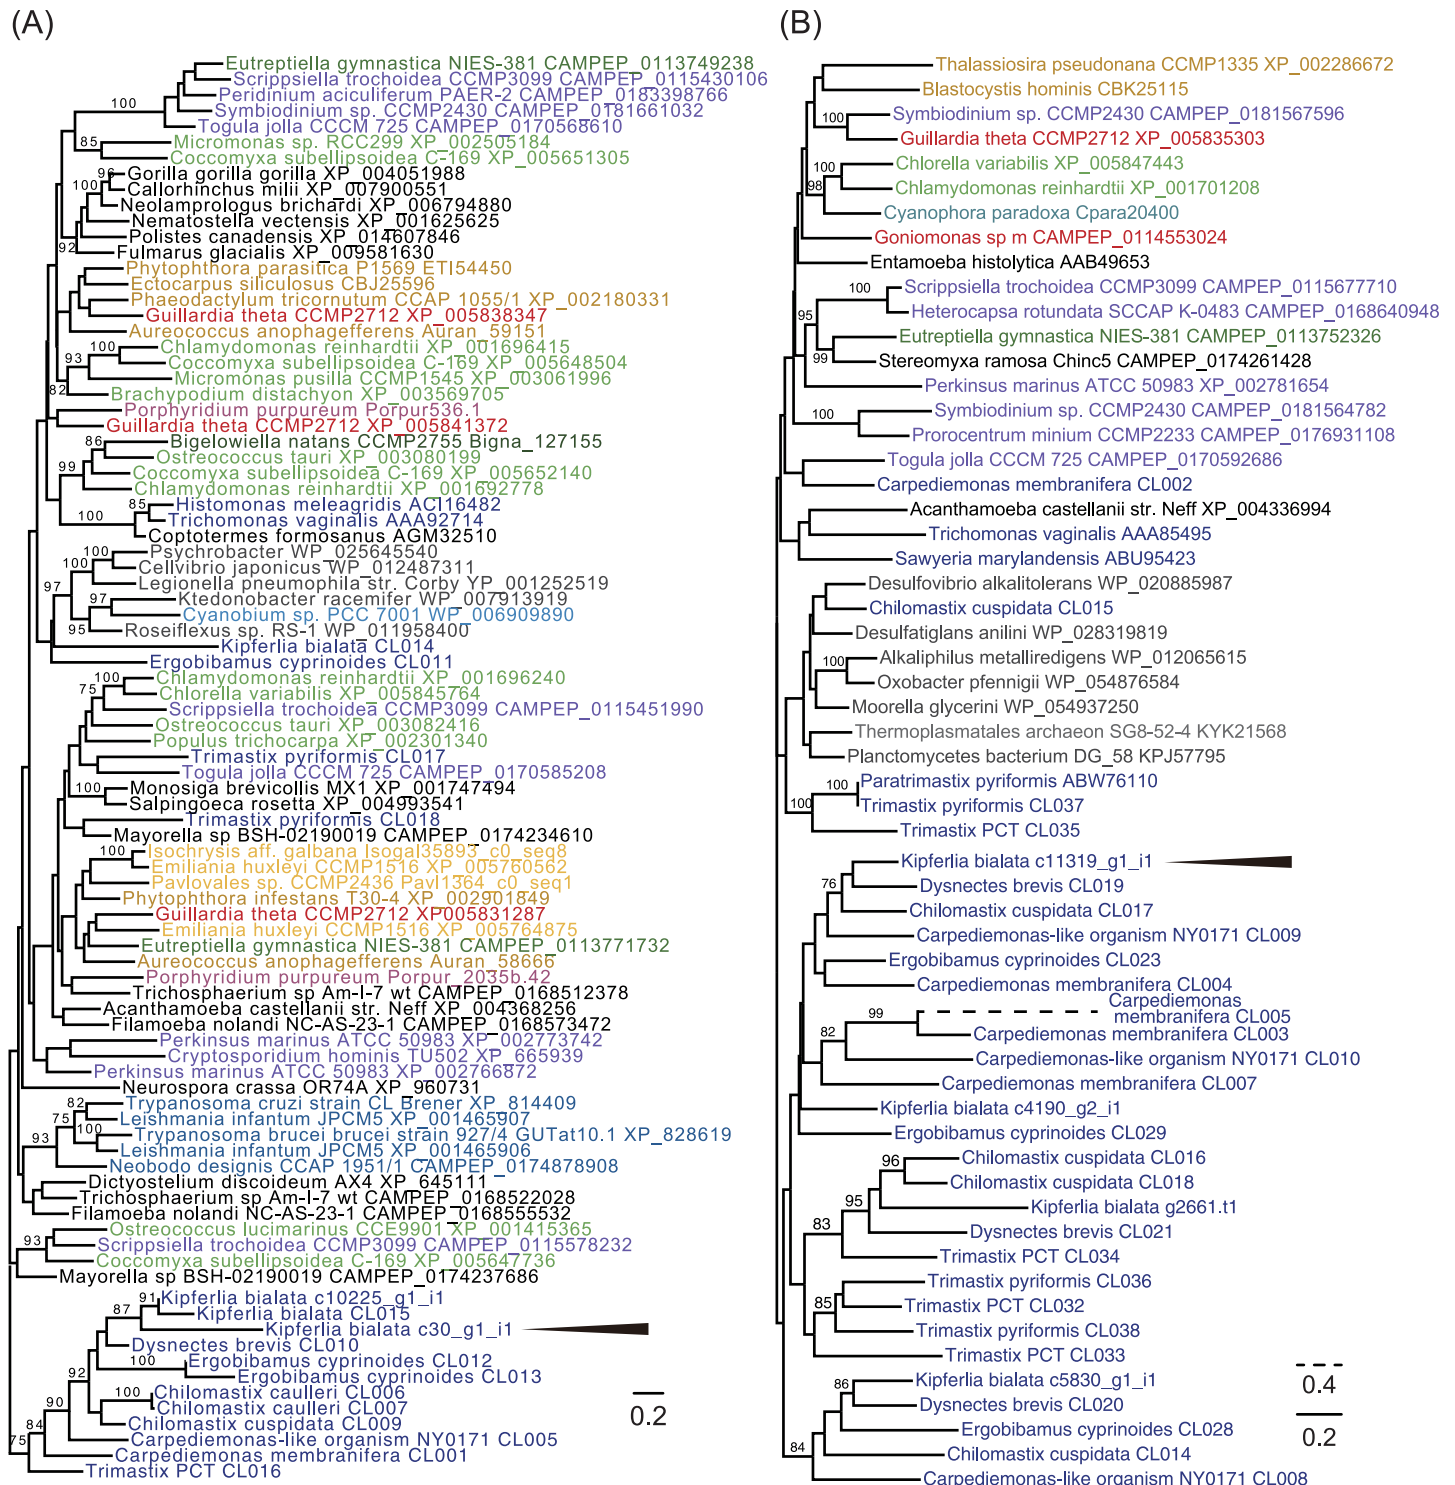 (A)
100
Eutreptiella gymnastica NIES-381 CAMPEP_0113749238
Scrippsiella trochoidea CCMP3099 CAMPEP_0115430106
Peridinium aciculiferum PAER-2 CAMPEP_0183398766
Symbiodinium sp. CCMP2430 CAMPEP_0181661032
Togula jolla CCCM 725 CAMPEP_0170568610
85
Micromonas sp. RCC299 XP_002505184
Coccomyxa subellipsoidea C-169 XP_005651305
96
100
92
Gorilla gorilla gorilla XP_004051988
Callorhinchus milii XP_007900551
Neolamprologus brichardi XP_006794880
Nematostella vectensis XP_001625625
Polistes canadensis XP_014607846
Fulmarus glacialis XP_009581630
Phytophthora parasitica P1569 ETI54450
Ectocarpus siliculosus CBJ25596
Phaeodactylum tricornutum CCAP 1055/1 XP_002180331
Guillardia theta CCMP2712 XP_005838347
Aureococcus anophagefferens Auran_59151
100
93
82
Chlamydomonas reinhardtii XP_001696415
Coccomyxa subellipsoidea C-169 XP_005648504
Micromonas pusilla CCMP1545 XP_003061996
Brachypodium distachyon XP_003569705
Porphyridium purpureum Porpur536.1
Guillardia theta CCMP2712 XP_005841372
86
99
Bigelowiella natans CCMP2755 Bigna_127155
Ostreococcus tauri XP_003080199
Coccomyxa subellipsoidea C-169 XP_005652140
Chlamydomonas reinhardtii XP_001692778
85
100
Histomonas meleagridis ACI16482
Trichomonas vaginalis AAA92714
Coptotermes formosanus AGM32510
100
97
97
95
Psychrobacter WP_025645540
Cellvibrio japonicus WP_012487311
Legionella pneumophila str. Corby YP_001252519
Ktedonobacter racemifer WP_007913919
Cyanobium sp. PCC 7001 WP_006909890
Roseiflexus sp. RS-1 WP_011958400
Kipferlia bialata CL014
Ergobibamus cyprinoides CL011
100
75
Chlamydomonas reinhardtii XP_001696240
Chlorella variabilis XP_005845764
Scrippsiella trochoidea CCMP3099 CAMPEP_0115451990
Ostreococcus tauri XP_003082416
Populus trichocarpa XP_002301340
Trimastix pyriformis CL017
Togula jolla CCCM 725 CAMPEP_0170585208
100
Monosiga brevicollis MX1 XP_001747494
Salpingoeca rosetta XP_004993541
Trimastix pyriformis CL018
Mayorella sp BSH-02190019 CAMPEP_0174234610
100
Isochrysis aff. galbana Isogal35893_c0_seq8
Emiliania huxleyi CCMP1516 XP_005760562
Pavlovales sp. CCMP2436 Pavl1364_c0_seq1
Phytophthora infestans T30-4 XP_002901849
Guillardia theta CCMP2712 XP005831287
Emiliania huxleyi CCMP1516 XP_005764875
Eutreptiella gymnastica NIES-381 CAMPEP_0113771732
Aureococcus anophagefferens Auran_58666
Porphyridium purpureum Porpur_2035b.42
Trichosphaerium sp Am-I-7 wt CAMPEP_0168512378
Acanthamoeba castellanii str. Neff XP_004368256
Filamoeba nolandi NC-AS-23-1 CAMPEP_0168573472
Perkinsus marinus ATCC 50983 XP_002773742
Cryptosporidium hominis TU502 XP_665939
Perkinsus marinus ATCC 50983 XP_002766872
Neurospora crassa OR74A XP_960731
82
75
100
93
Trypanosoma cruzi strain CL Brener XP_814409
Leishmania infantum JPCM5 XP_001465907
Trypanosoma brucei brucei strain 927/4 GUTat10.1 XP_828619
Leishmania infantum JPCM5 XP_001465906
Neobodo designis CCAP 1951/1 CAMPEP_0174878908
Dictyostelium discoideum AX4 XP_645111
Trichosphaerium sp Am-I-7 wt CAMPEP_0168522028
Filamoeba nolandi NC-AS-23-1 CAMPEP_0168555532
93
Ostreococcus lucimarinus CCE9901 XP_001415365
Scrippsiella trochoidea CCMP3099 CAMPEP_0115578232
Coccomyxa subellipsoidea C-169 XP_005647736
Mayorella sp BSH-02190019 CAMPEP_0174237686
91
87
Kipferlia bialata c10225_g1_i1
Kipferlia bialata CL015
Kipferlia bialata c30_g1_i1
Dysnectes brevis CL010
100
92
Ergobibamus cyprinoides CL012
Ergobibamus cyprinoides CL013
100
90
Chilomastix caulleri CL006
Chilomastix caulleri CL007
Chilomastix cuspidata CL009
84
75
Carpediemonas-like organism NY0171 CL005
Carpediemonas membranifera CL001
Trimastix PCT CL016
0.2
(B)
Thalassiosira pseudonana CCMP1335 XP_002286672
Blastocystis hominis CBK25115
100
Symbiodinium sp. CCMP2430 CAMPEP_0181567596
Guillardia theta CCMP2712 XP_005835303
100
98
Chlorella variabilis XP_005847443
Chlamydomonas reinhardtii XP_001701208
Cyanophora paradoxa Cpara20400
Goniomonas sp m CAMPEP_0114553024
Entamoeba histolytica AAB49653
100
95
99
Scrippsiella trochoidea CCMP3099 CAMPEP_0115677710
Heterocapsa rotundata SCCAP K-0483 CAMPEP_0168640948
Eutreptiella gymnastica NIES-381 CAMPEP_0113752326
Stereomyxa ramosa Chinc5 CAMPEP_0174261428
Perkinsus marinus ATCC 50983 XP_002781654
100
Symbiodinium sp. CCMP2430 CAMPEP_0181564782
Prorocentrum minium CCMP2233 CAMPEP_0176931108
Togula jolla CCCM 725 CAMPEP_0170592686
Carpediemonas membranifera CL002
Acanthamoeba castellanii str. Neff XP_004336994
Trichomonas vaginalis AAA85495
Sawyeria marylandensis ABU95423
Desulfovibrio alkalitolerans WP_020885987
Chilomastix cuspidata CL015
Desulfatiglans anilini WP_028319819
100
Alkaliphilus metalliredigens WP_012065615
Oxobacter pfennigii WP_054876584
Moorella glycerini WP_054937250
Thermoplasmatales archaeon SG8-52-4 KYK21568
Planctomycetes bacterium DG_58 KPJ57795
100
100
Paratrimastix pyriformis ABW76110
Trimastix pyriformis CL037
Trimastix PCT CL035
76
Kipferlia bialata c11319_g1_i1
Dysnectes brevis CL019
Chilomastix cuspidata CL017
Carpediemonas-like organism NY0171 CL009
Ergobibamus cyprinoides CL023
Carpediemonas membranifera CL004
99
82
Carpediemonas
membranifera CL005
Carpediemonas membranifera CL003
Carpediemonas-like organism NY0171 CL010
Carpediemonas membranifera CL007
Kipferlia bialata c4190_g2_i1
Ergobibamus cyprinoides CL029
96
95
83
Chilomastix cuspidata CL016
Chilomastix cuspidata CL018
Kipferlia bialata g2661.t1
Dysnectes brevis CL021
Trimastix PCT CL034
85
Trimastix pyriformis CL036
Trimastix PCT CL032
Trimastix pyriformis CL038
Trimastix PCT CL033
86
84
Kipferlia bialata c5830_g1_i1
Dysnectes brevis CL020
Ergobibamus cyprinoides CL028
Chilomastix cuspidata CL014
Carpediemonas-like organism NY0171 CL008
0.4
0.2